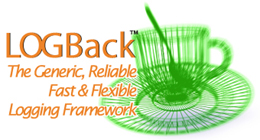 LOGBack™
The Generic, Reliable
Fast & Flexible
Logging Framework